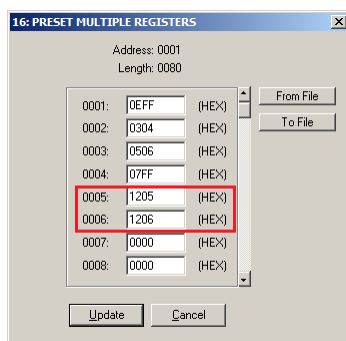 16: PRESET MULTIPLE REGISTERS
Address: 0001
Length: 0080
0001: 0EFF (HEX)
0002: 0304 (HEX)
0003: 0506 (HEX)
0004: 07FF (HEX)
0005: 1205 (HEX)
0006: 1206 (HEX)
0007: 0000 (HEX)
0008: 0000 (HEX)
From File
To File
Update Cancel